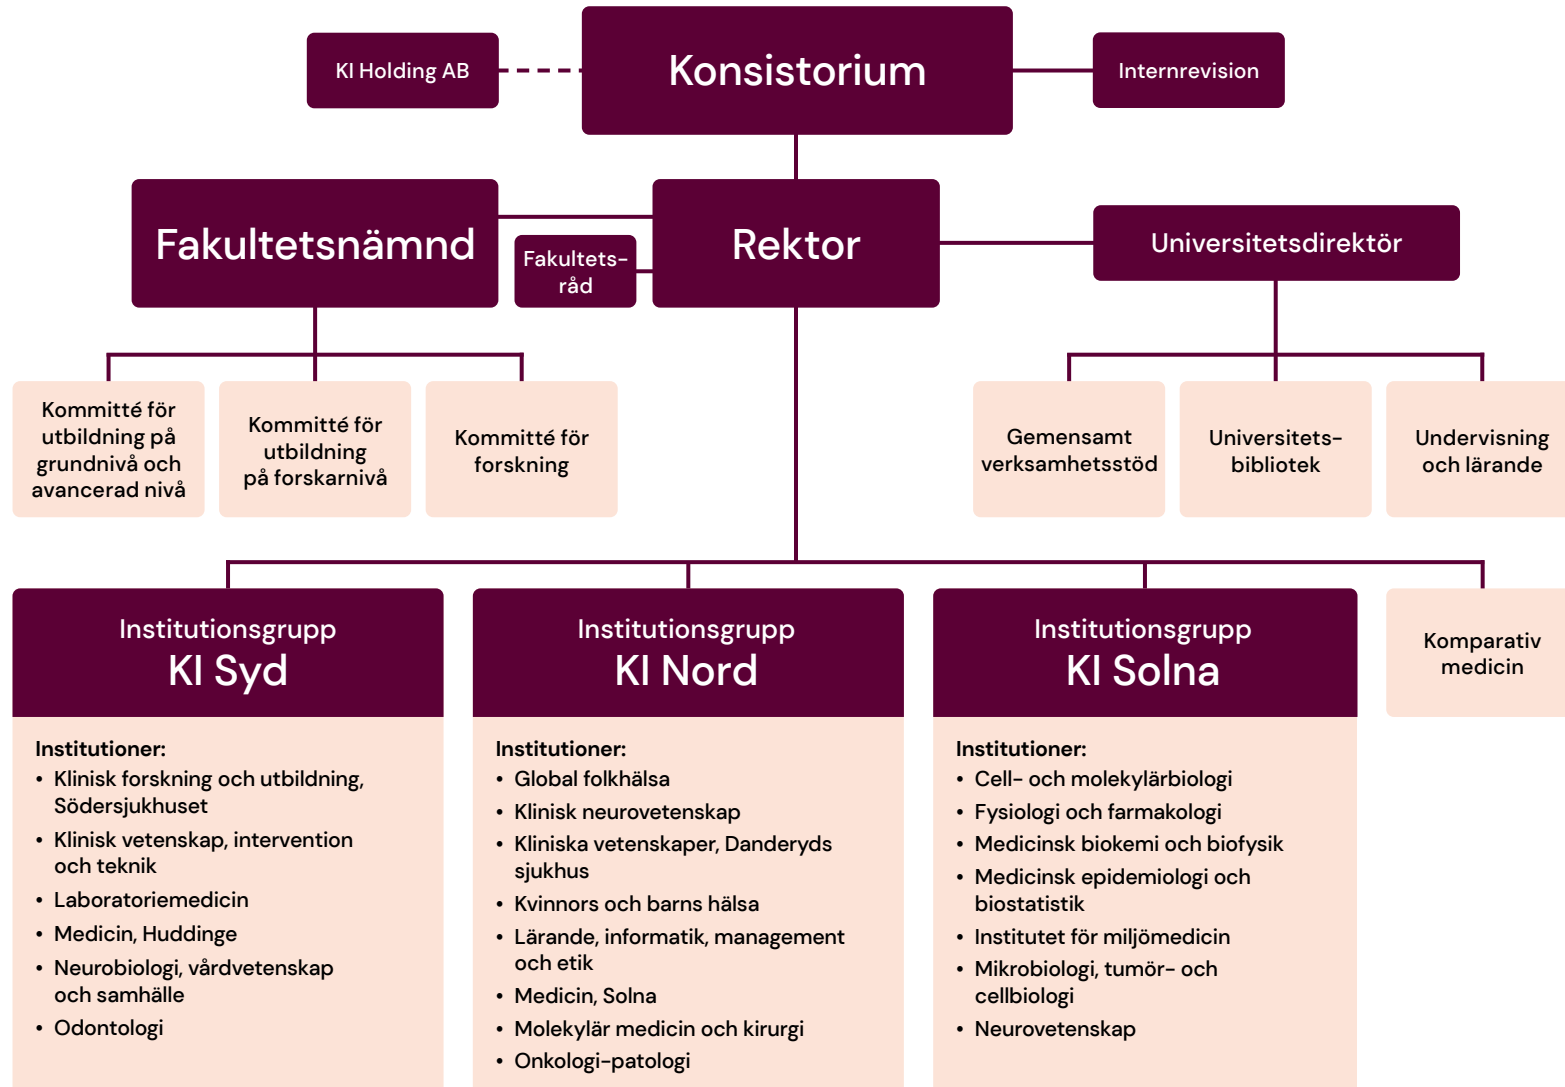 KI Holding AB
Konsistorium
Internrevision
Fakultetsnämnd
Fakultets-
råd
Rektor
Universitetsdirektör
Kommitté för
utbildning på
grundnivå och
avancerad nivå
Kommitté för
utbildning
på forskarnivå
Kommitté för
forskning
Gemensamt
verksamhetsstöd
Universitets-
bibliotek
Undervisning
och lärande
Institutionsgrupp
KI Syd
Institutioner:
• Klinisk forskning och utbildning,
Södersjukhuset
• Klinisk vetenskap, intervention
och teknik
• Laboratoriemedicin
• Medicin, Huddinge
• Neurobiologi, vårdvetenskap
och samhälle
• Odontologi
Institutionsgrupp
KI Nord
Institutioner:
• Global folkhälsa
• Klinisk neurovetenskap
• Kliniska vetenskaper, Danderyds
sjukhus
• Kvinnors och barns hälsa
• Lärande, informatik, management
och etik
• Medicin, Solna
• Molekylär medicin och kirurgi
• Onkologi-patologi
Institutionsgrupp
KI Solna
Institutioner:
• Cell- och molekylärbiologi
• Fysiologi och farmakologi
• Medicinsk biokemi och biofysik
• Medicinsk epidemiologi och
biostatistik
• Institutet för miljömedicin
• Mikrobiologi, tumör- och
cellbiologi
• Neurovetenskap
Komparativ
medicin